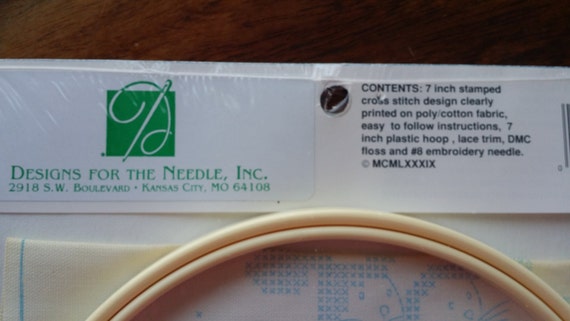 DESIGNS FOR THE NEEDLE, INC.
2918 S.W. BOULEVARD • KANSAS CITY, MO 64108
CONTENTS: 7 inch stamped
cross stitch design clearly
printed on poly/cotton fabric,
easy to follow instructions, 7
inch plastic hoop , lace trim, DMC
floss and #8 embroidery needle.
© MCMLXXXIX